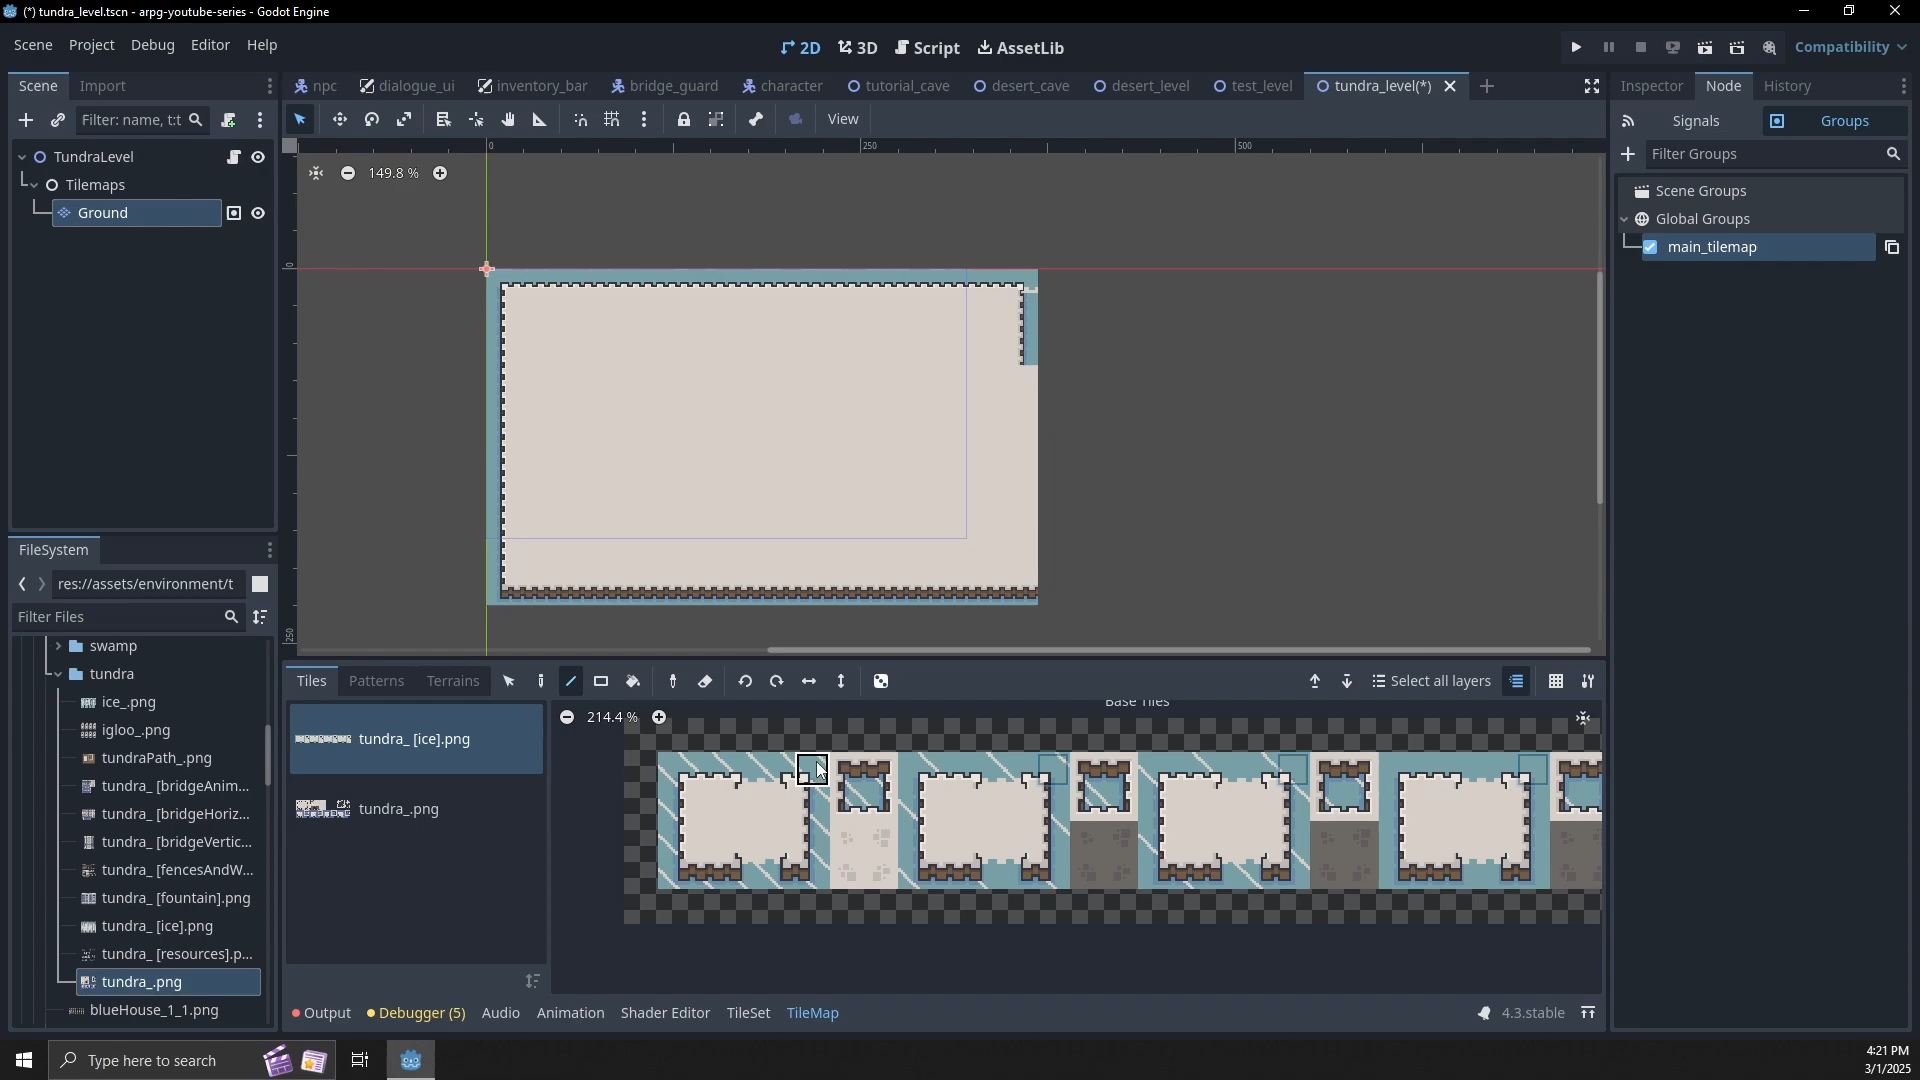 (*) tundra_level.tscn - arpg-youtube-series - Godot Engine
Scene Project Debug Editor Help
2D 3D Script AssetLib
Compatibility
Scene Import
npc dialogue_ui inventory_bar bridge_guard character tutorial_cave desert_cave desert_level test_level tundra_level(*)
Inspector Node History
Filter: name, t:t
View
Signals Groups
Filter Groups
TundraLevel
Tilemaps
Ground
0 250 500
149.8 %
0
250
Scene Groups
Global Groups
main_tilemap
FileSystem
res://assets/environment/t
Filter Files
swamp
tundra
ice_.png
igloo_.png
tundraPath_.png
tundra_ [bridgeAnim...
tundra_ [bridgeHoriz...
tundra_ [bridgeVertic...
tundra_ [fencesAndW...
tundra_ [fountain].png
tundra_ [ice].png
tundra_ [resources].p...
tundra_.png
blueHouse_1_1.png
Tiles Patterns Terrains
Select all layers
Base Tiles
214.4 %
tundra_ [ice].png
tundra_.png
Output Debugger (5) Audio Animation Shader Editor TileSet TileMap
4.3.stable
Type here to search
4:21 PM
3/1/2025